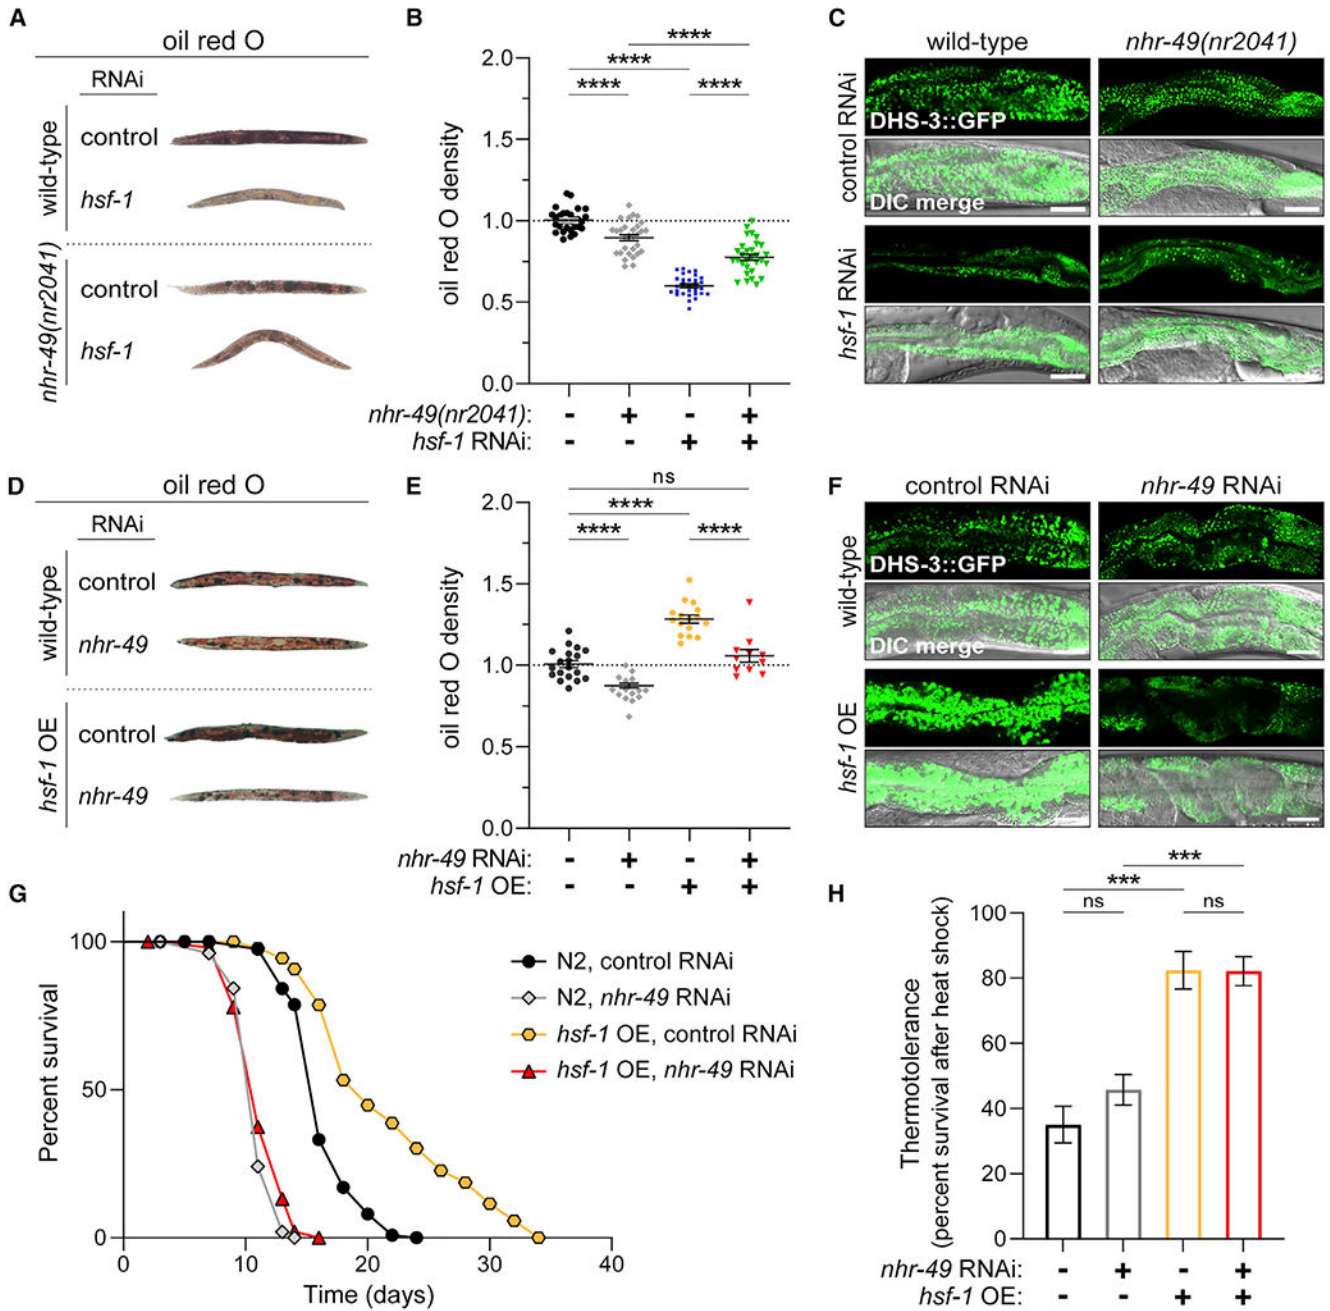 A
oil red O
RNAi
wild-type
control
hsf-1
nhr-49(nr2041)
control
hsf-1
B
oil red O density
2.0
1.5
1.0
0.5
0.0
****
****
****
****
nhr-49(nr2041): - + - +
hsf-1 RNAi: - - + +
C
wild-type nhr-49(nr2041)
control RNAi
DHS-3::GFP
DIC merge
hsf-1 RNAi
D
oil red O
RNAi
wild-type
control
nhr-49
hsf-1 OE
control
nhr-49
E
oil red O density
2.0
1.5
1.0
0.5
0.0
ns
****
****
****
nhr-49 RNAi: - + - +
hsf-1 OE: - - + +
F
control RNAi nhr-49 RNAi
wild-type
DHS-3::GFP
DIC merge
hsf-1 OE
G
Percent survival
100
50
0
0 10 20 30 40
Time (days)
N2, control RNAi
N2, nhr-49 RNAi
hsf-1 OE, control RNAi
hsf-1 OE, nhr-49 RNAi
H
Thermotolerance
(percent survival after heat shock)
100
80
60
40
20
0
***
***
ns ns
nhr-49 RNAi: - + - +
hsf-1 OE: - - + +